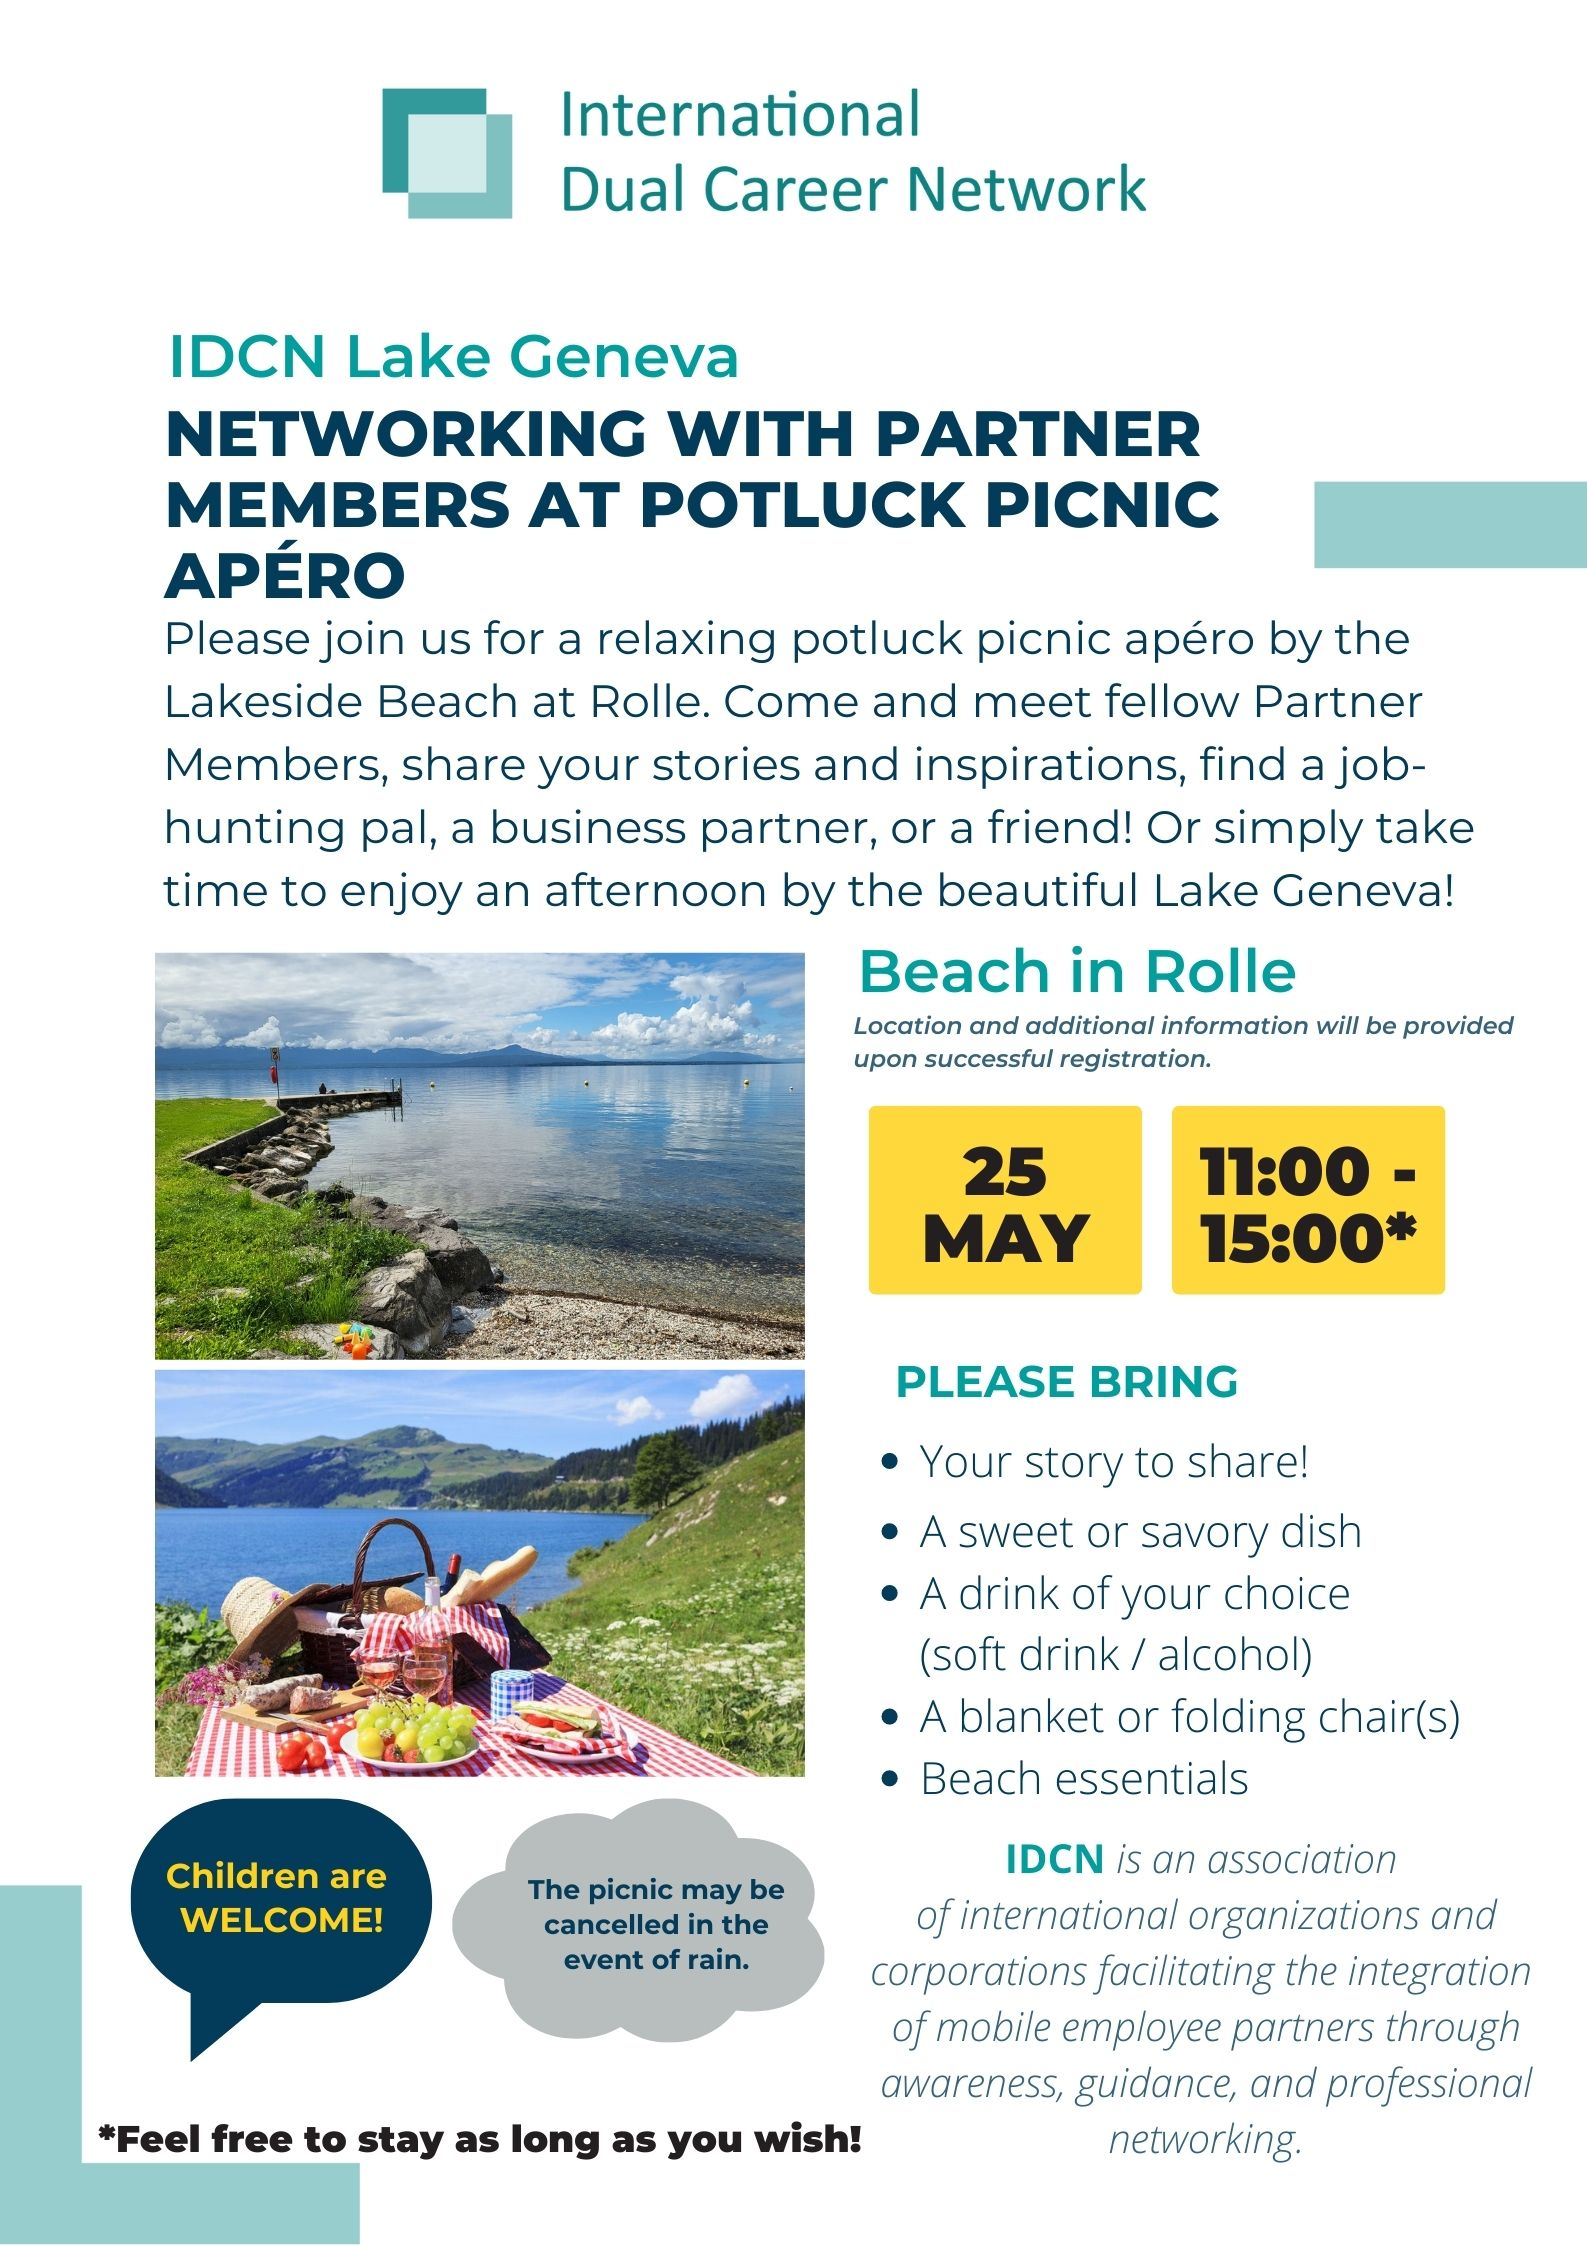 International
Dual Career Network
IDCN Lake Geneva
NETWORKING WITH PARTNER
MEMBERS AT POTLUCK PICNIC
APÉRO
Please join us for a relaxing potluck picnic apéro by the
Lakeside Beach at Rolle. Come and meet fellow Partner
Members, share your stories and inspirations, find a job-
hunting pal, a business partner, or a friend! Or simply take
time to enjoy an afternoon by the beautiful Lake Geneva!
Beach in Rolle
Location and additional information will be provided
upon successful registration.
25
MAY
11:00 -
15:00*
PLEASE BRING
• Your story to share!
• A sweet or savory dish
• A drink of your choice
(soft drink / alcohol)
• A blanket or folding chair(s)
• Beach essentials
Children are
WELCOME!
The picnic may be
cancelled in the
event of rain.
IDCN is an association
of international organizations and
corporations facilitating the integration
of mobile employee partners through
awareness, guidance, and professional
networking.
*Feel free to stay as long as you wish!